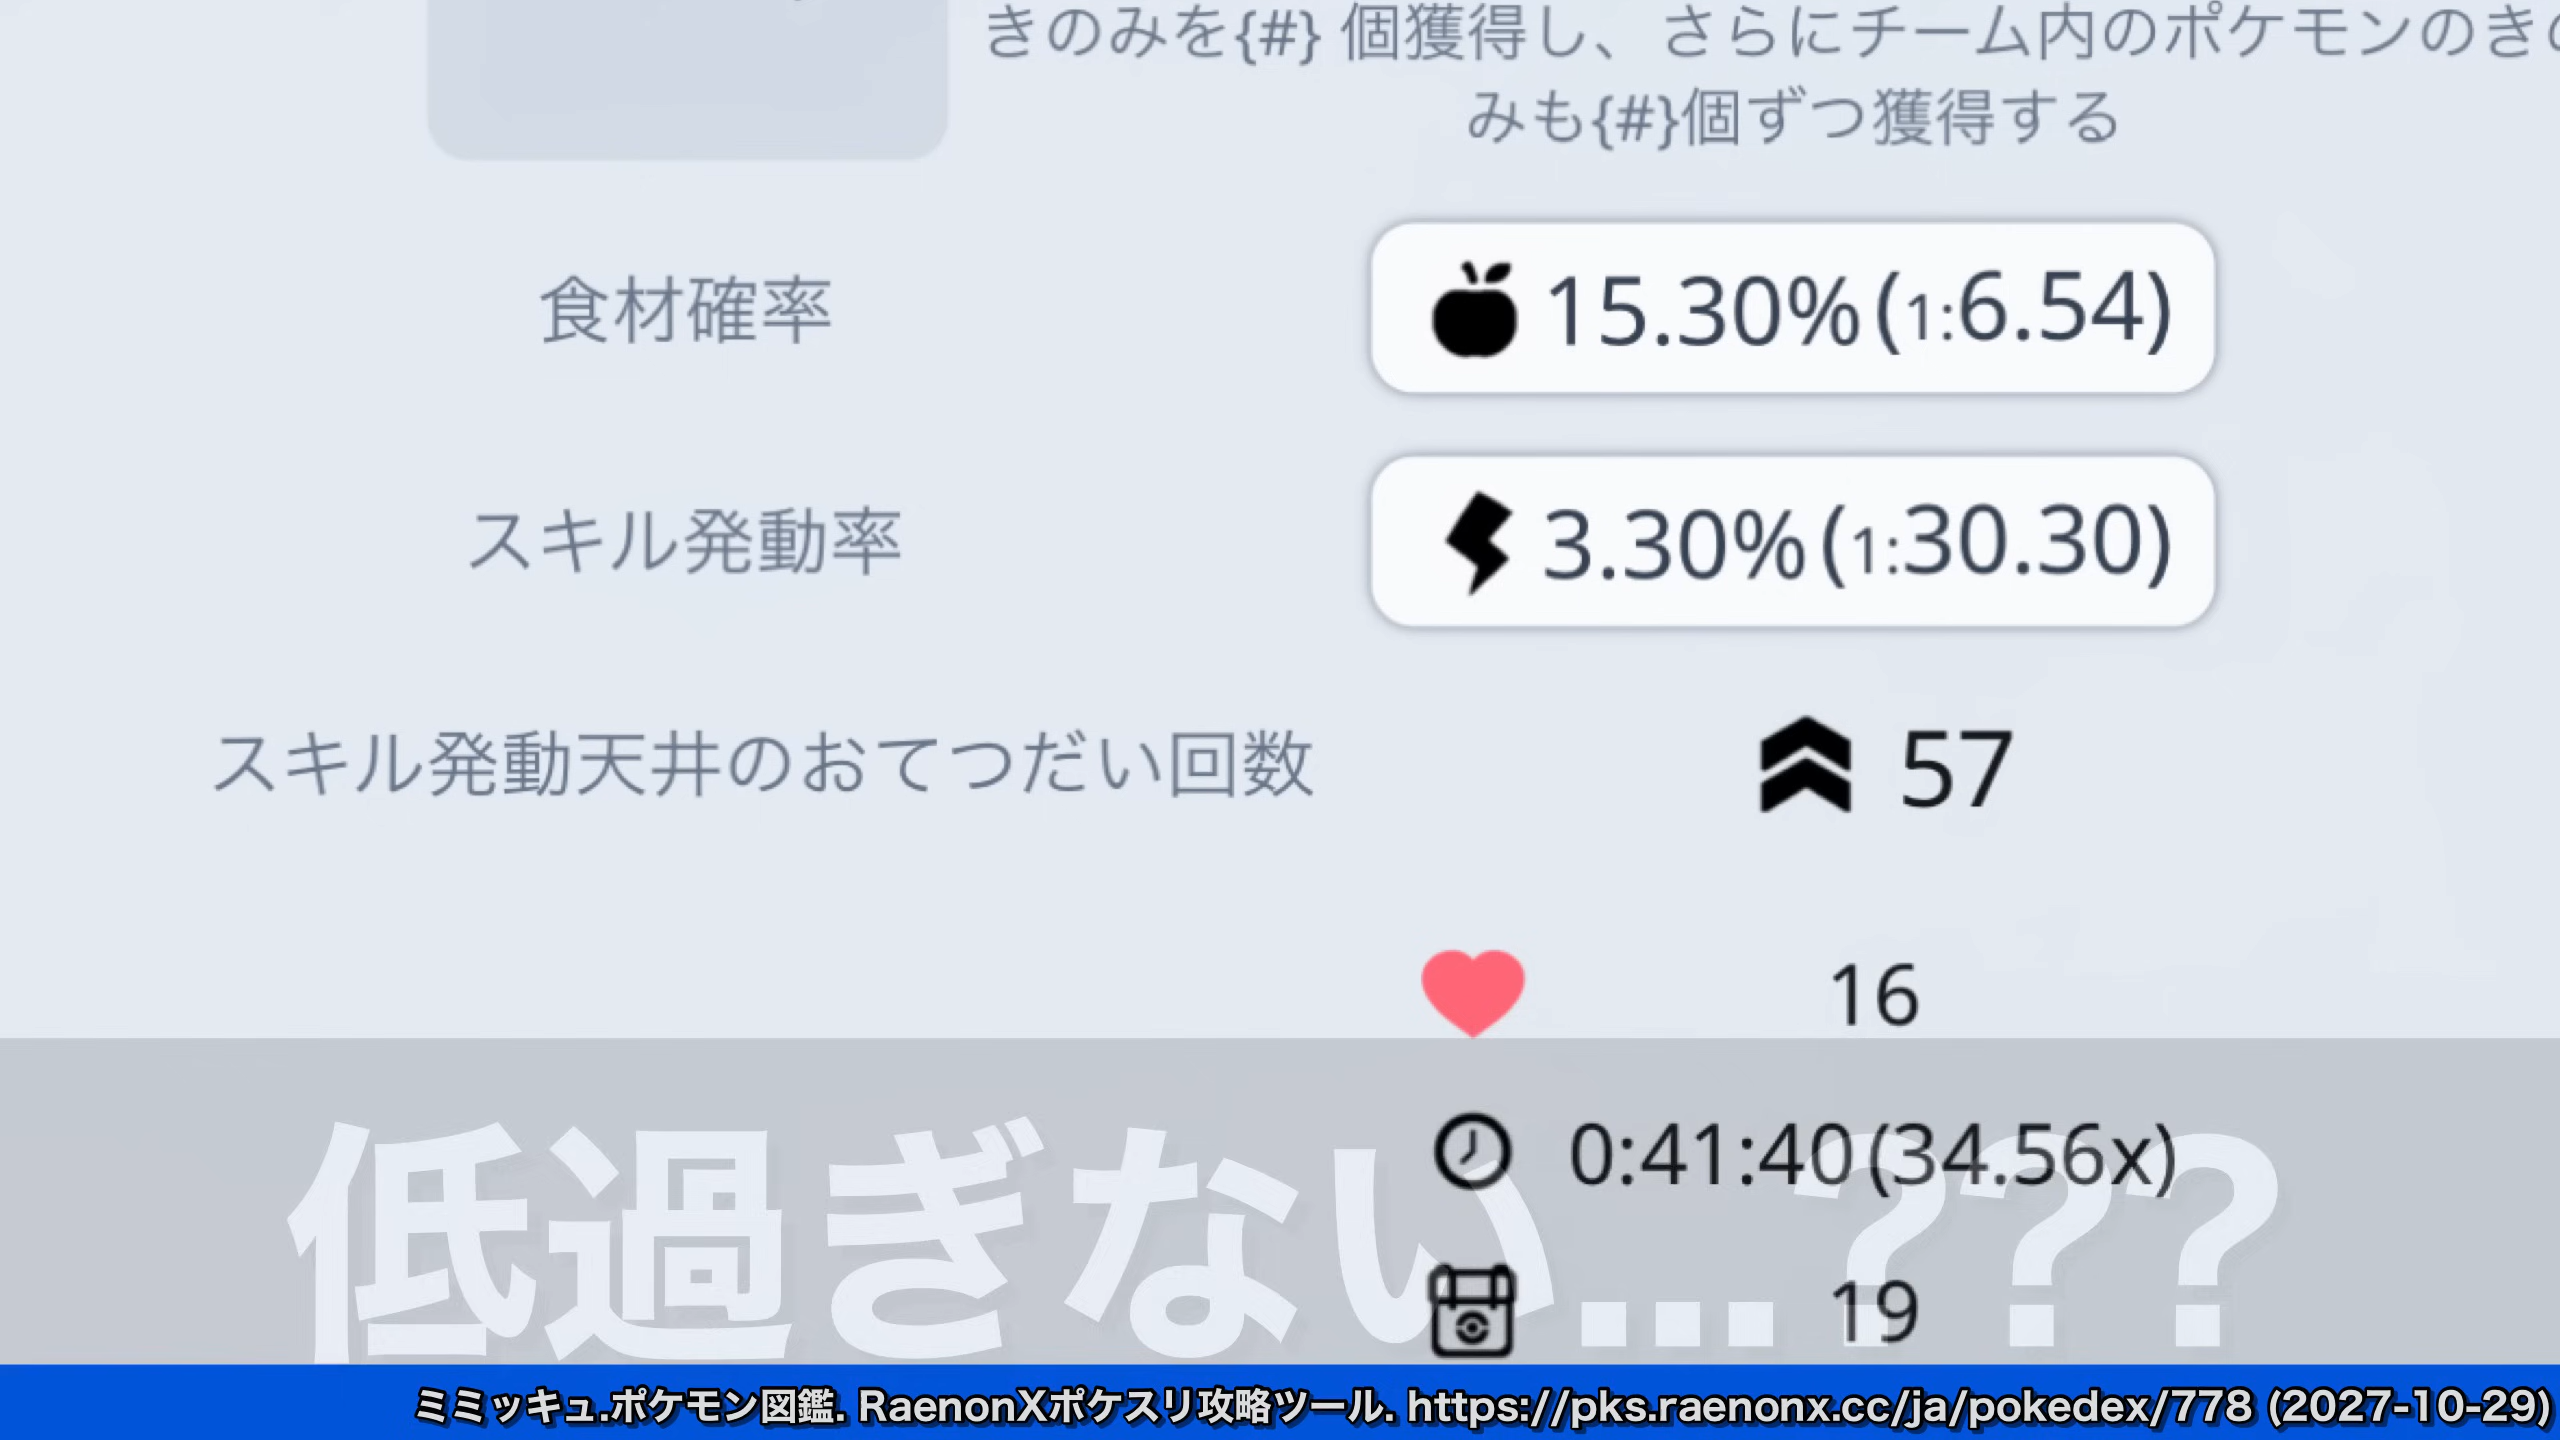 きのみを{#} 個獲得し、さらにチーム内のポケモンのきの
みも{#}個ずつ獲得する
食材確率
15.30% (1:6.54)
スキル発動率
3.30% (1:30.30)
スキル発動天井のおてつだい回数
57
16
0:41:40 (34.56x)
19
低過ぎない...???
ミミッキュ.ポケモン図鑑. RaenonXポケスリ攻略ツール. https://pks.raenonx.cc/ja/pokedex/778 (2027-10-29)